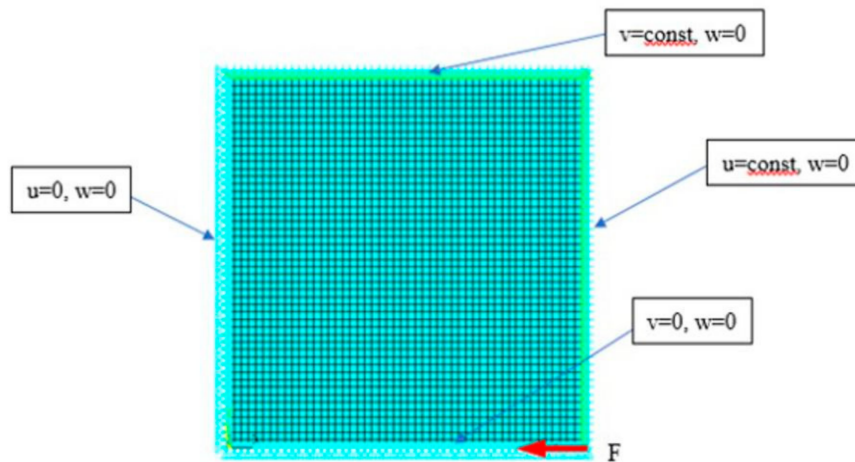 v=const, w=0
u=const, w=0
u=0, w=0
v=0, w=0
F